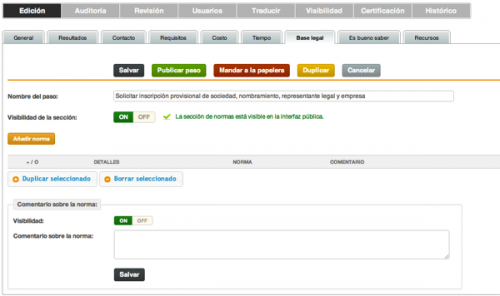 Edición Auditoría Revisión Usuarios Traducir Visibilidad Certificación Histórico
General Resultados Contacto Requisitos Costo Tiempo Base legal Es bueno saber Recursos
Salvar Publicar paso Mandar a la papelera Duplicar Cancelar
Nombre del paso: Solicitar inscripción provisional de sociedad, nombramiento, representante legal y empresa
Visibilidad de la sección: ON OFF La sección de normas está visible en la interfaz pública.
Añadir norma
+ / O DETALLES NORMA COMENTARIO
Duplicar seleccionado Borrar seleccionado
Comentario sobre la norma:
Visibilidad: ON OFF
Comentario sobre la norma:
Salvar